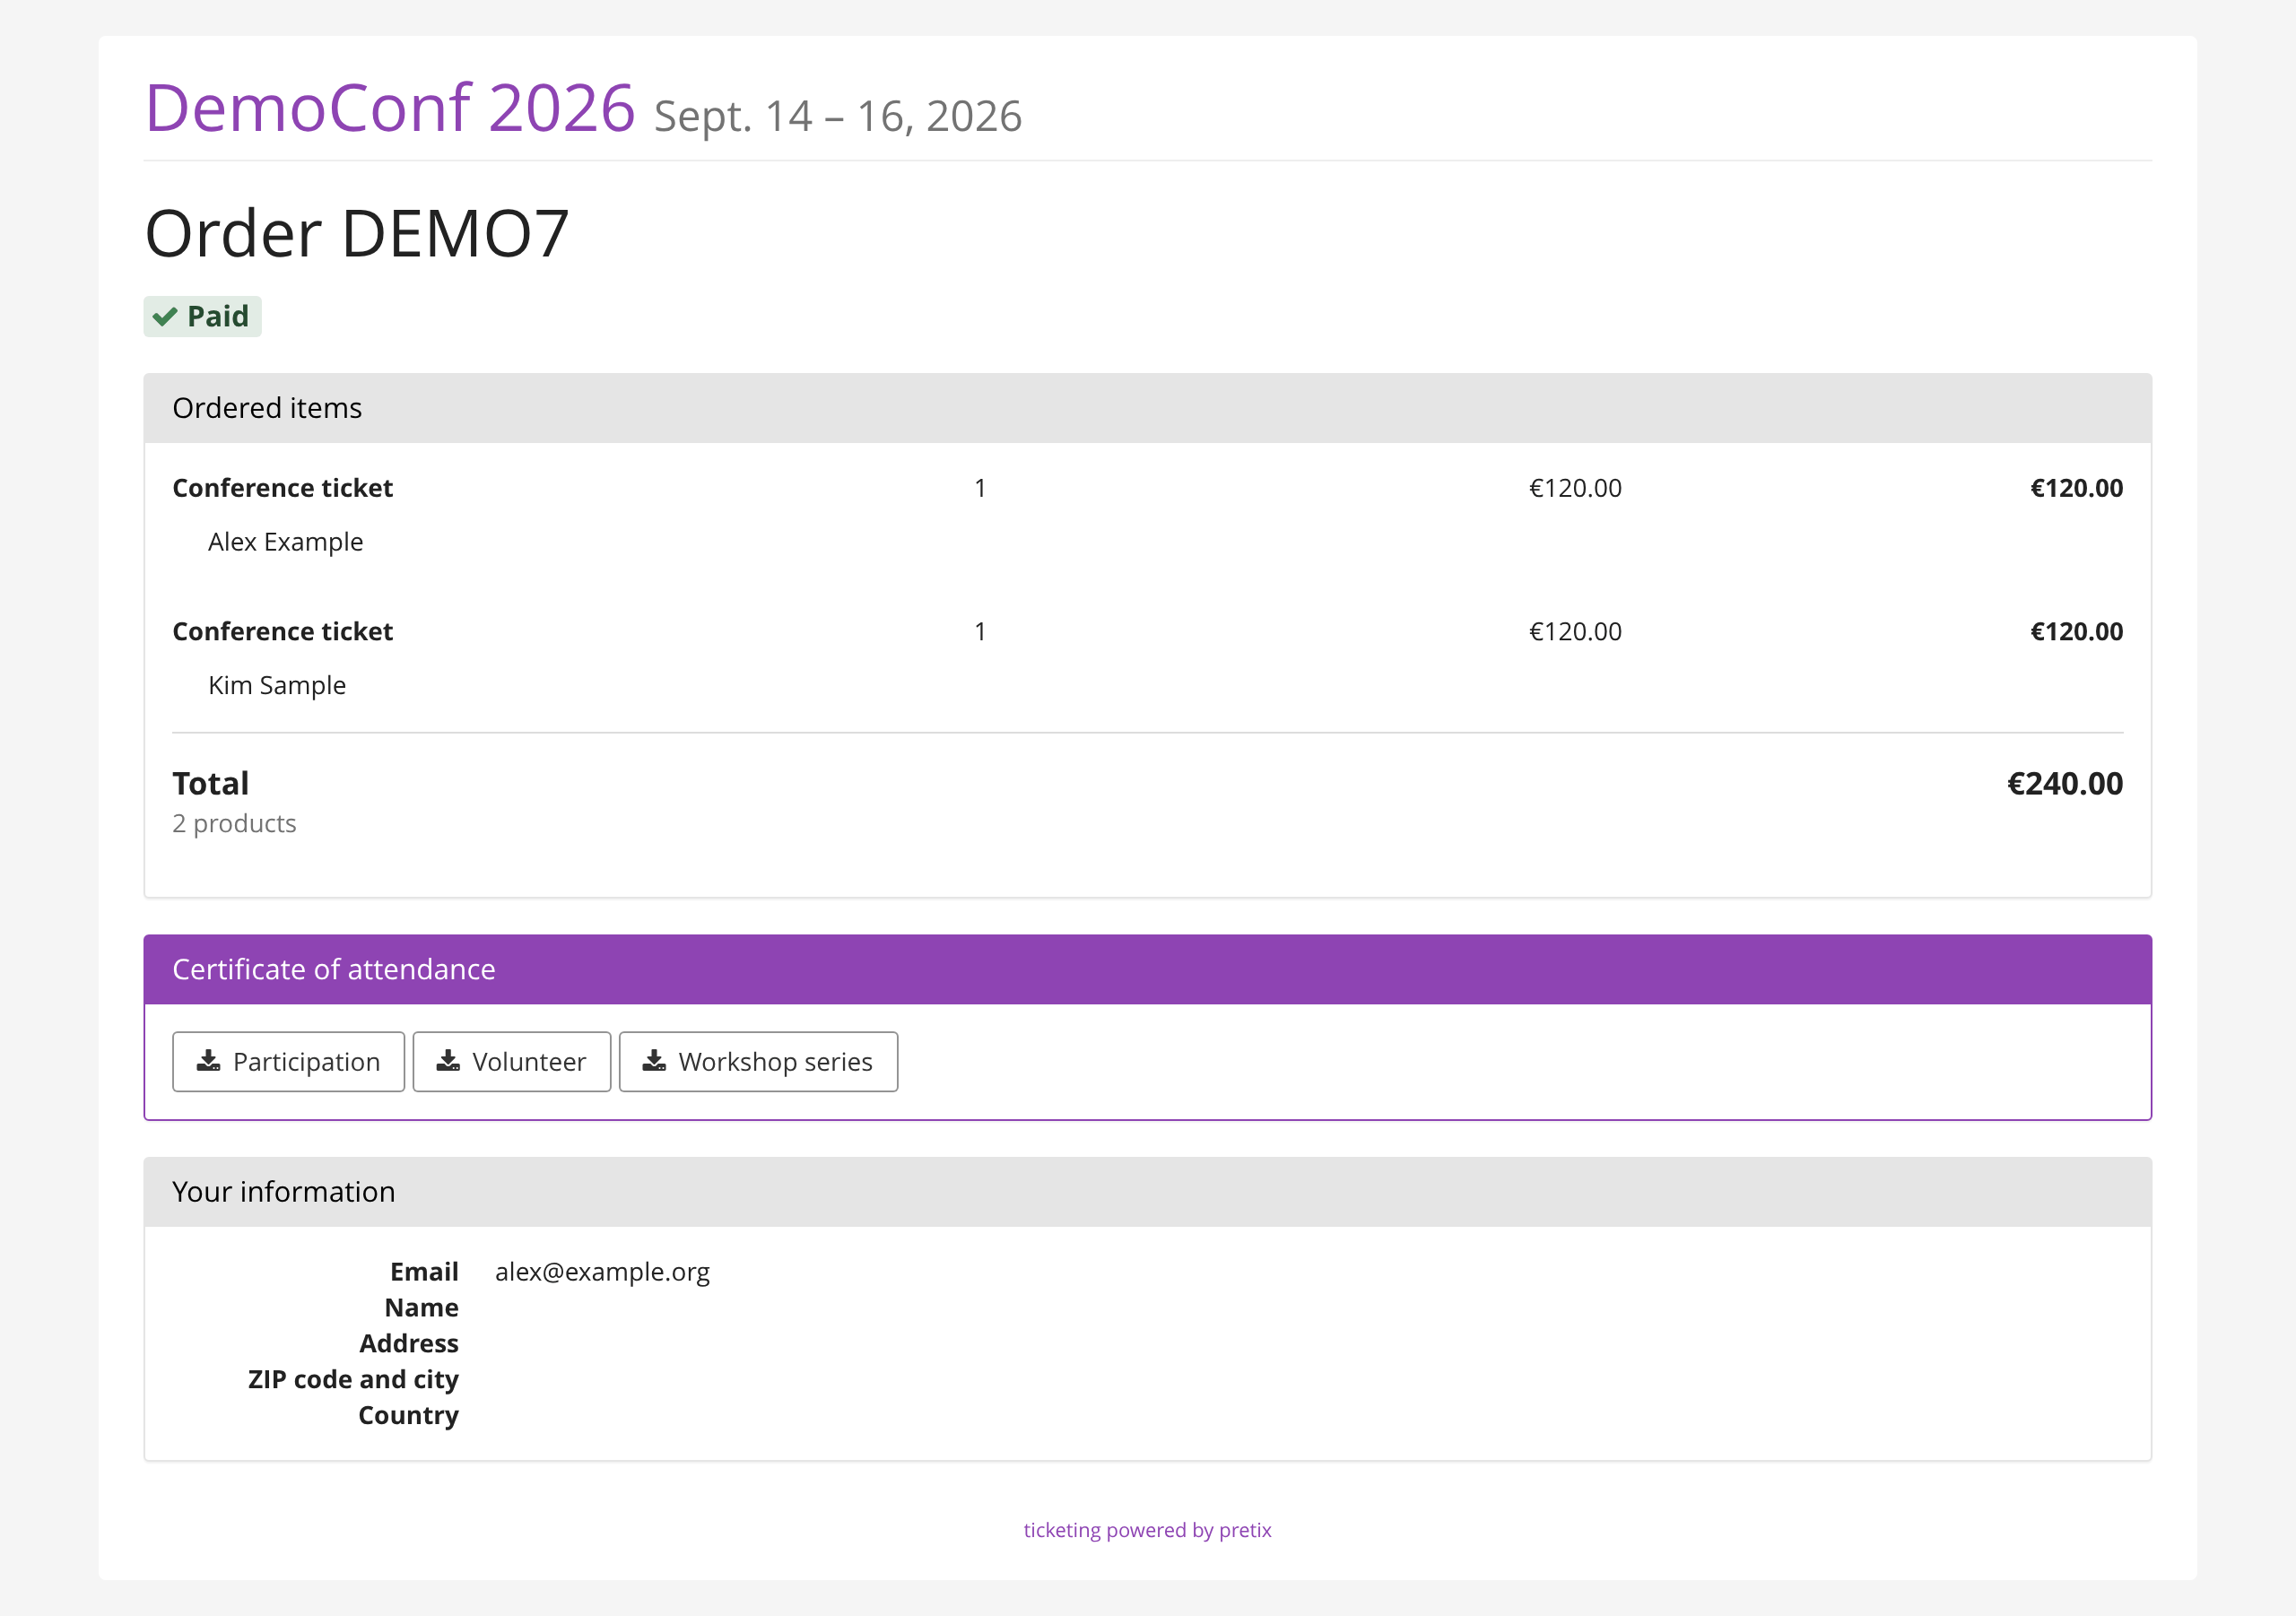 DemoConf 2026 Sept. 14 – 16, 2026
Order DEMO7
Paid
Ordered items
Conference ticket 1 €120.00 €120.00
Alex Example
Conference ticket 1 €120.00 €120.00
Kim Sample
Total €240.00
2 products
Certificate of attendance
Participation Volunteer Workshop series
Your information
Email alex@example.org
Name
Address
ZIP code and city
Country
ticketing powered by pretix